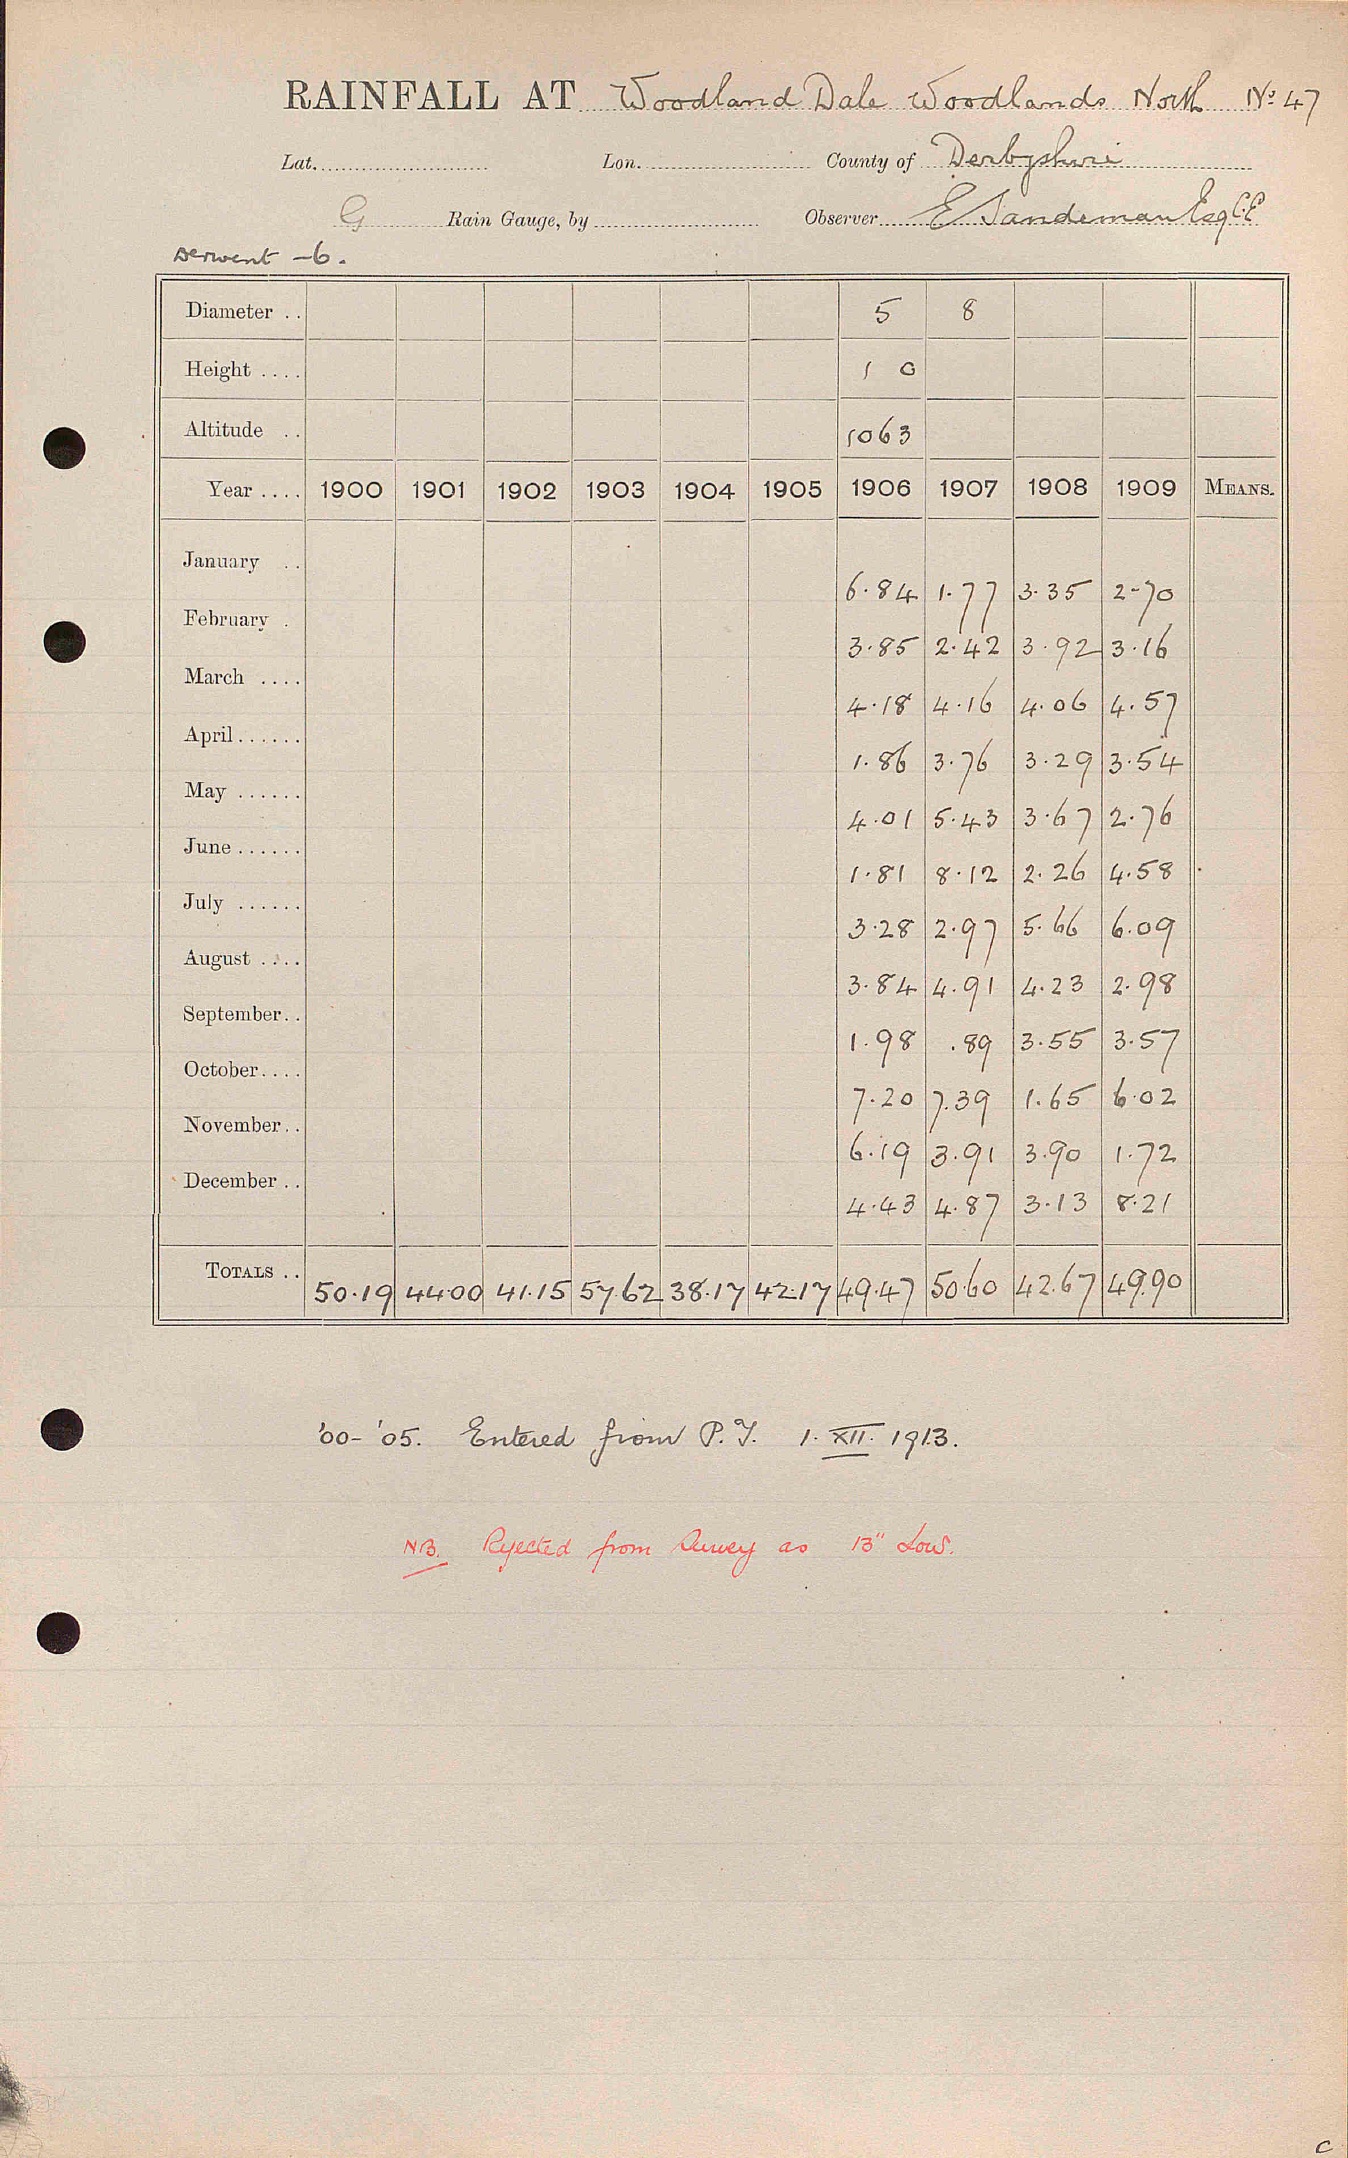 RAINFALL AT Woodland Dale Woodlands North No 47
Lat. Lon. County of Derbyshire
G Rain Gauge, by Observer E Sandeman Esq C.E
Derwent -6.
Diameter .. 5 8
Height .... 1 0
Altitude .. 1063
Year .... 1900 1901 1902 1903 1904 1905 1906 1907 1908 1909 MEANS.
January .. 6.84 1.77 3.35 2.70
February . 3.85 2.42 3.92 3.16
March .... 4.18 4.16 4.06 4.57
April...... 1.86 3.76 3.29 3.54
May ...... 4.01 5.43 3.67 2.76
June ...... 1.81 8.12 2.26 4.58
July ...... 3.28 2.97 5.66 6.09
August .... 3.84 4.91 4.23 2.98
September.. 1.98 .89 3.55 3.57
October.... 7.20 7.39 1.65 6.02
November.. 6.19 3.91 3.90 1.72
December .. 4.43 4.87 3.13 8.21
TOTALS .. 50.19 44.00 41.15 57.62 38.17 42.17 49.47 50.60 42.67 49.90
'00-'05. Entered from P.Y. 1. XII. 1913.
NB. Rejected from Survey as 13" Low.
C